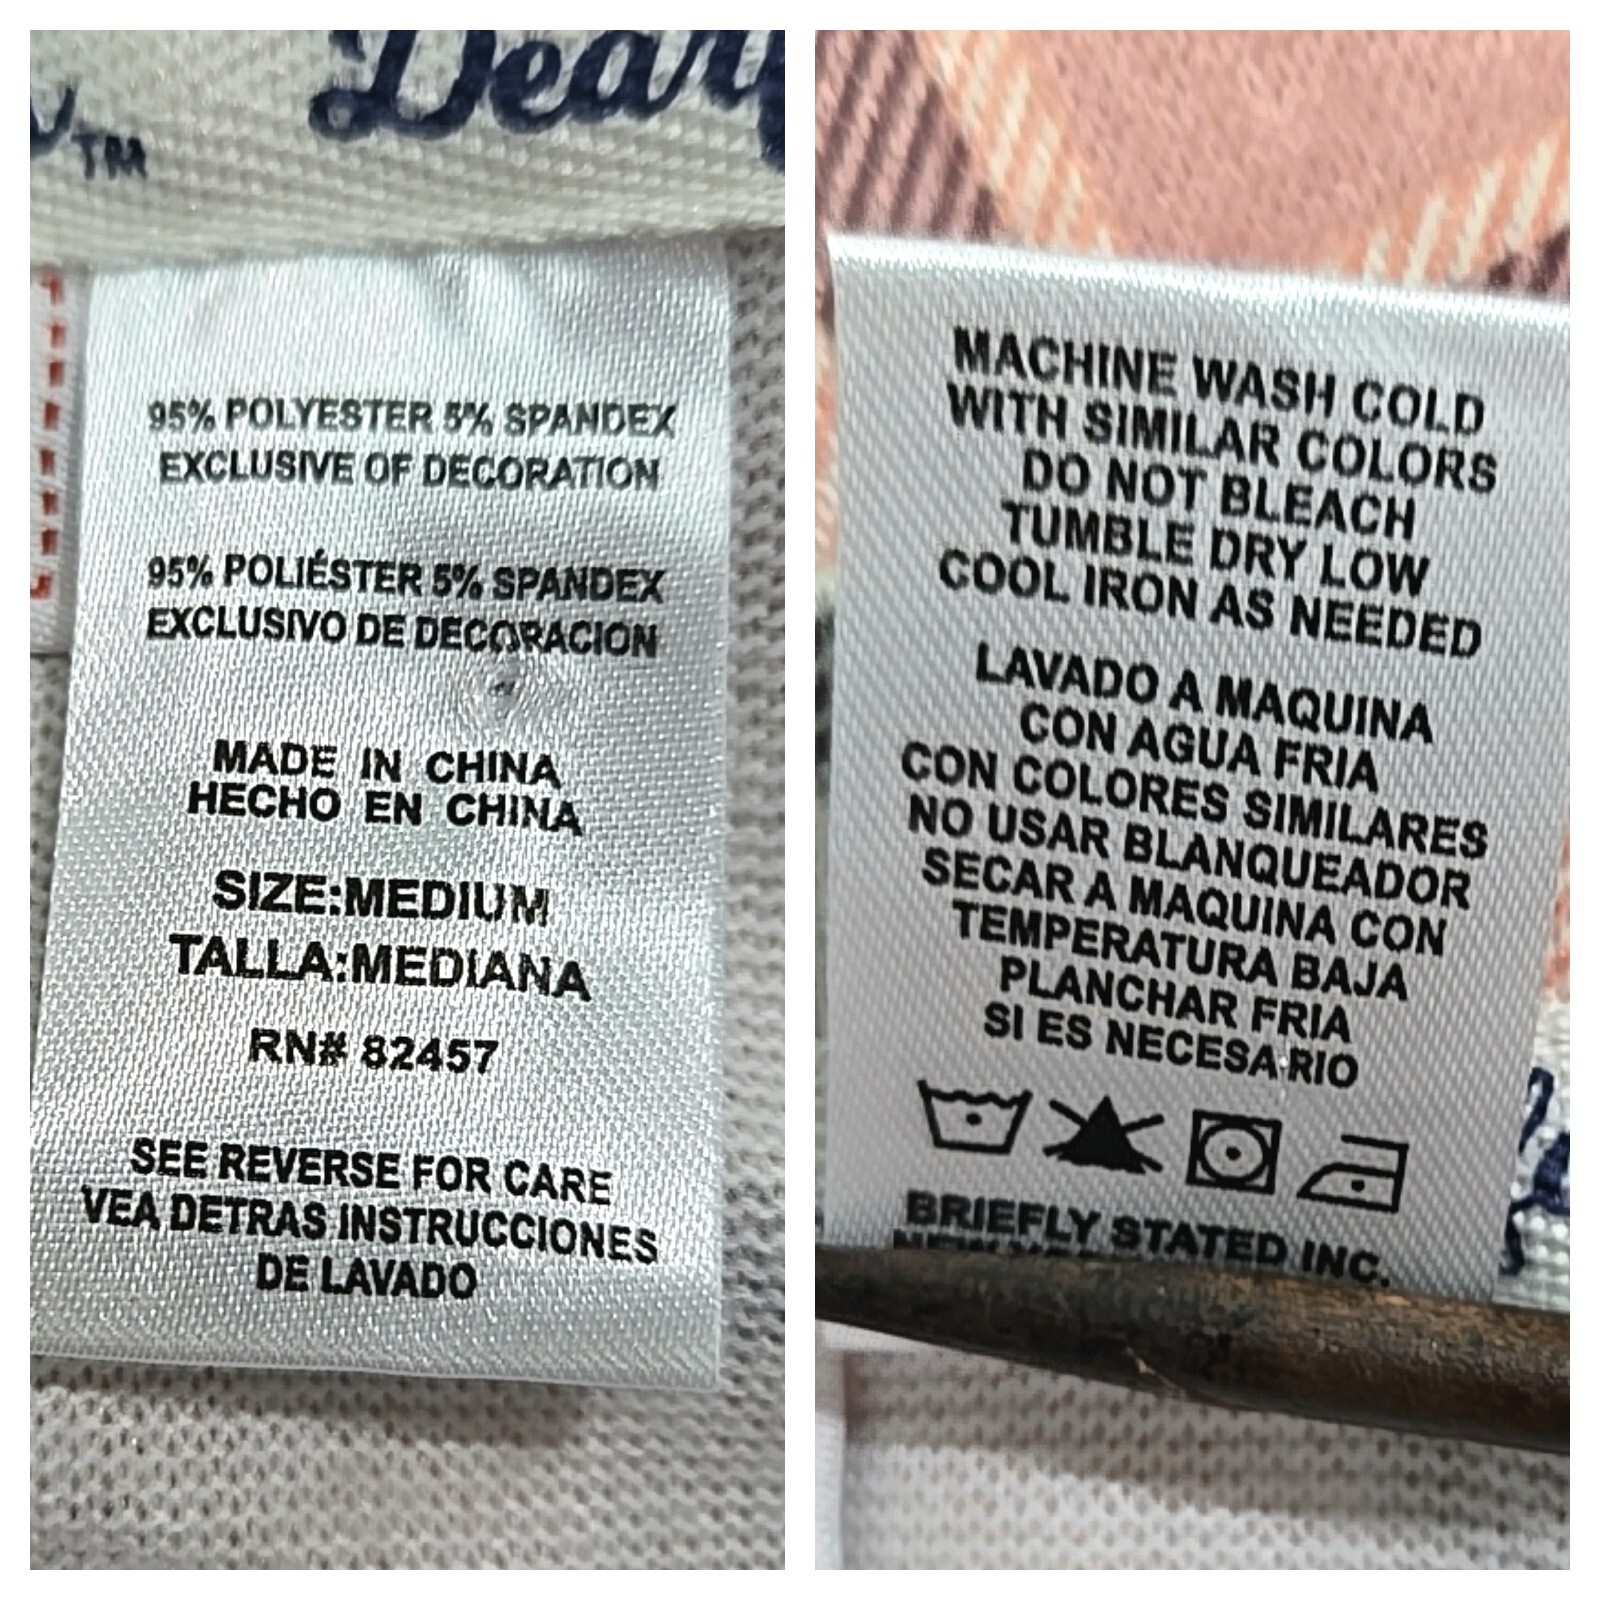 TM
95% POLYESTER 5% SPANDEX
EXCLUSIVE OF DECORATION
95% POLIÉSTER 5% SPANDEX
EXCLUSIVO DE DECORACION
MADE IN CHINA
HECHO EN CHINA
SIZE:MEDIUM
TALLA:MEDIANA
RN# 82457
SEE REVERSE FOR CARE
VEA DETRAS INSTRUCCIONES
DE LAVADO
MACHINE WASH COLD
WITH SIMILAR COLORS
DO NOT BLEACH
TUMBLE DRY LOW
COOL IRON AS NEEDED
LAVADO A MAQUINA
CON AGUA FRIA
CON COLORES SIMILARES
NO USAR BLANQUEADOR
SECAR A MAQUINA CON
TEMPERATURA BAJA
PLANCHAR FRIA
SI ES NECESARIO
BRIEFLY STATED INC.